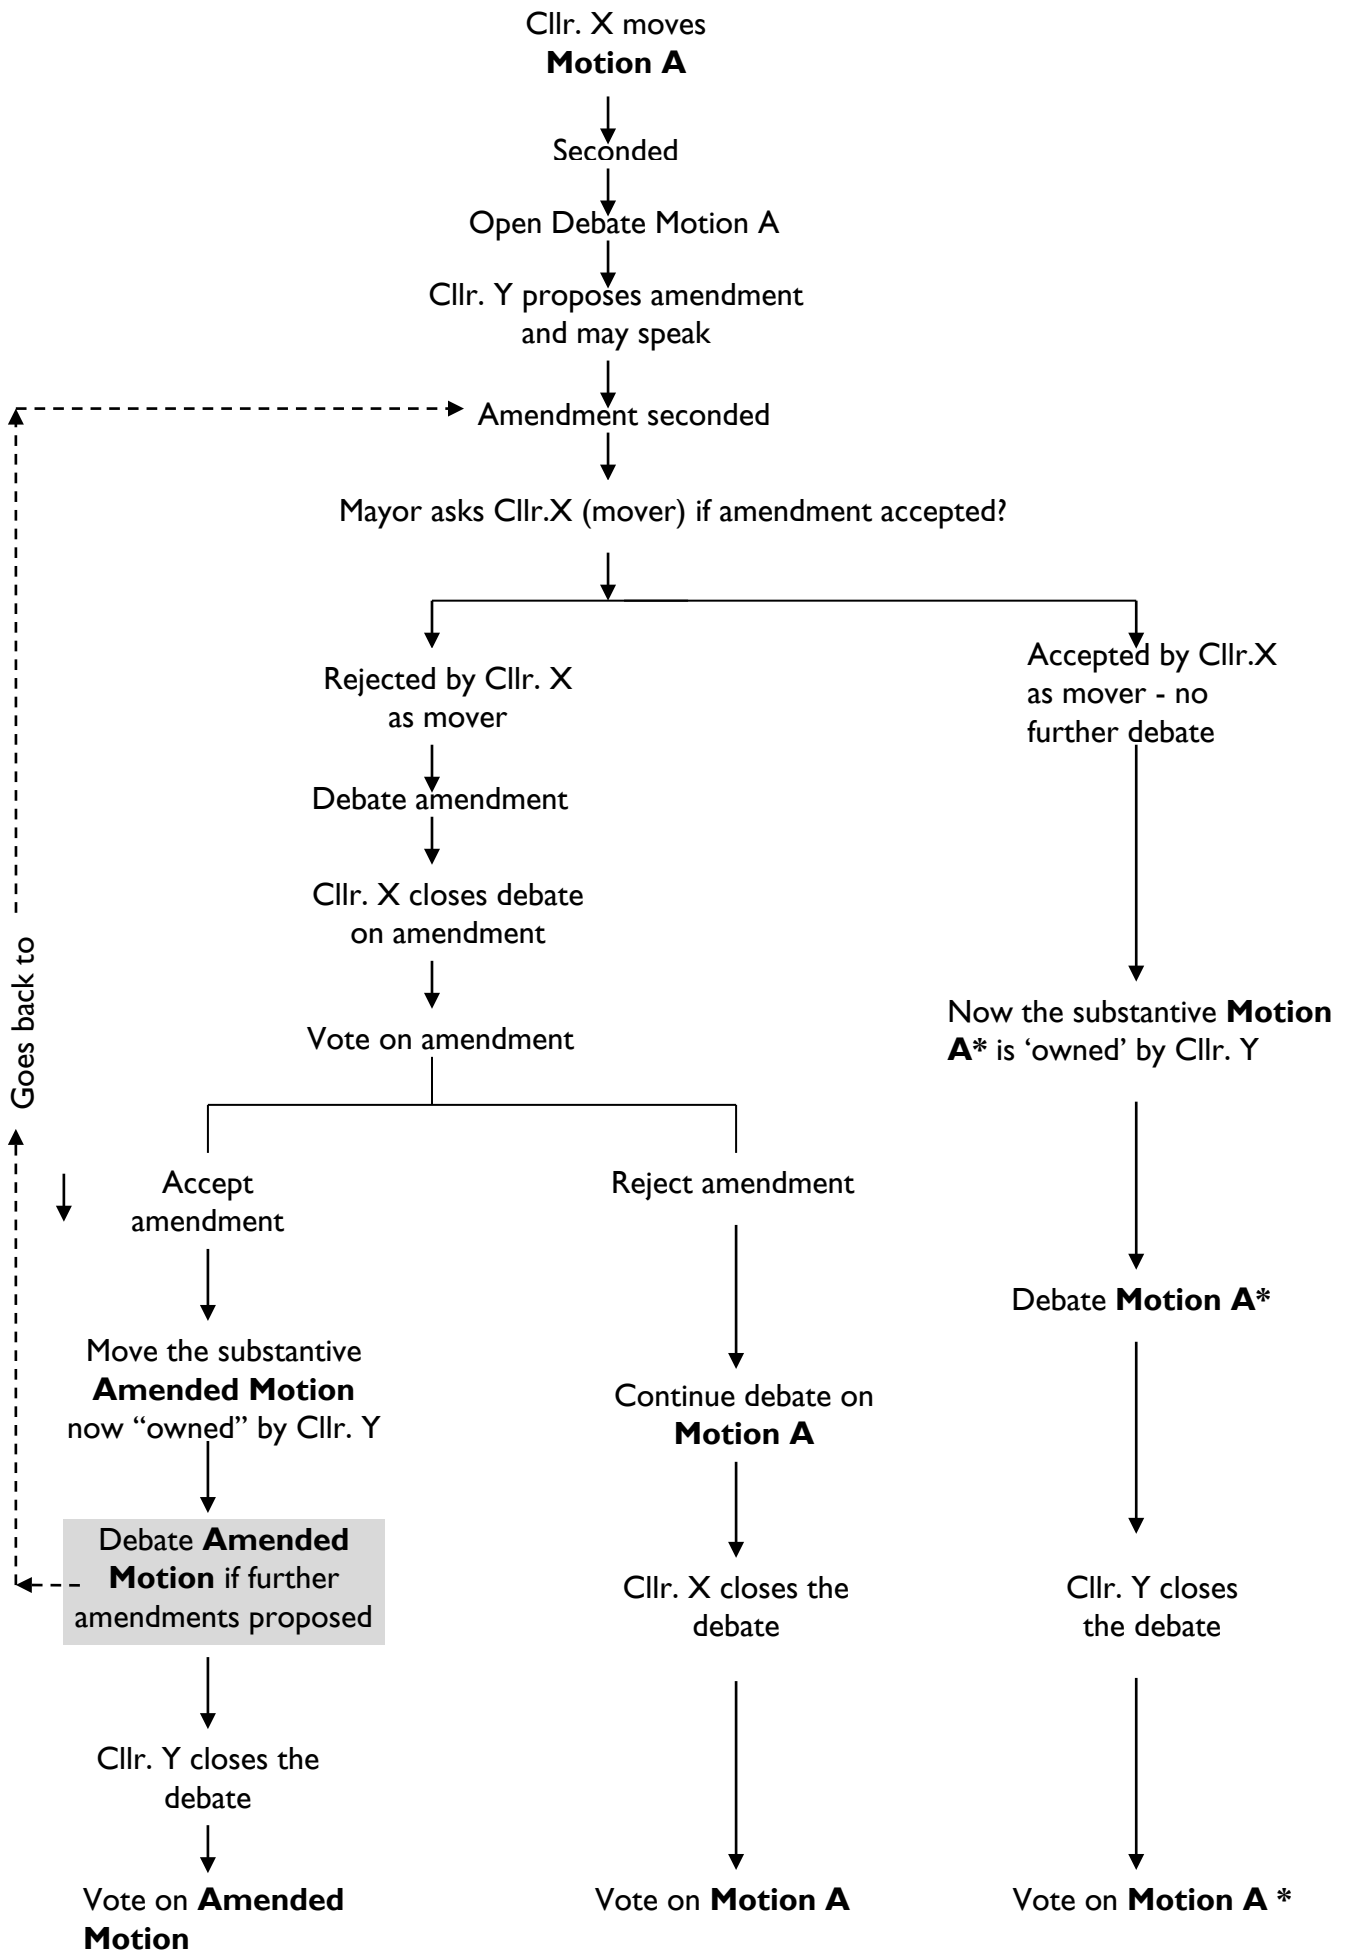 Cllr. X moves
Motion A
Seconded
Open Debate Motion A
Cllr. Y proposes amendment
and may speak
Amendment seconded
Mayor asks Cllr.X (mover) if amendment accepted?
Rejected by Cllr. X
as mover
Accepted by Cllr.X
as mover - no
further debate
Debate amendment
Cllr. X closes debate
on amendment
Goes back to
Vote on amendment
Now the substantive Motion
A* is ‘owned’ by Cllr. Y
Accept
amendment
Reject amendment
Debate Motion A*
Move the substantive
Amended Motion
now “owned” by Cllr. Y
Continue debate on
Motion A
Debate Amended
Motion if further
amendments proposed
Cllr. X closes the
debate
Cllr. Y closes
the debate
Cllr. Y closes the
debate
Vote on Amended
Motion
Vote on Motion A
Vote on Motion A *